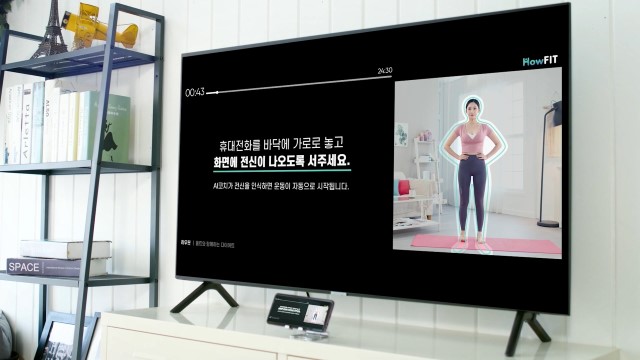 HowFIT
00:43
24:30
휴대전화를 바닥에 가로로 놓고
화면에 전신이 나오도록 서주세요.
AI코치가 전신을 인식하면 운동이 자동으로 시작됩니다.
SPACE